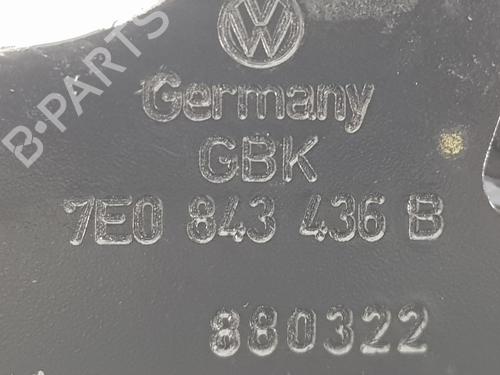 B-PARTS
VW
Germany
GBK
7E0 843 436 B
880322